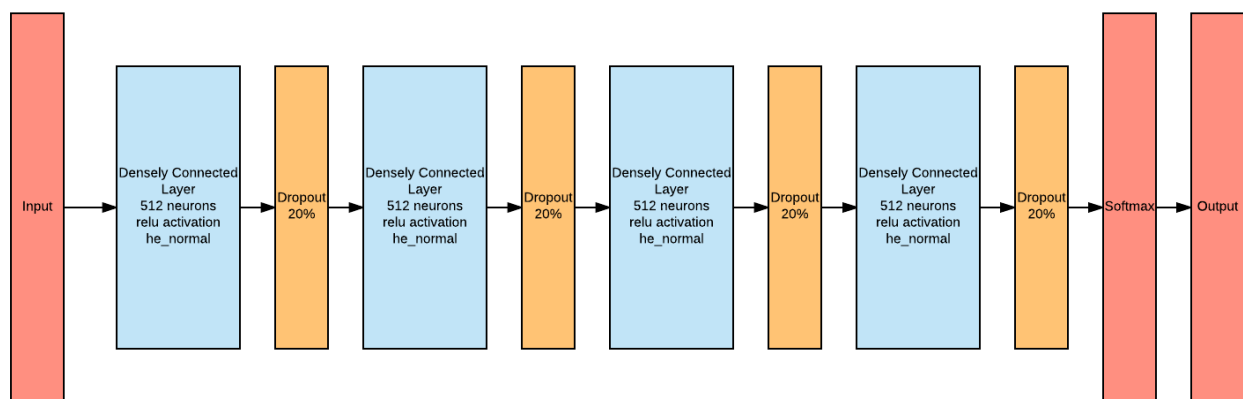 Input
Densely Connected
Layer
512 neurons
relu activation
he_normal
Dropout
20%
Densely Connected
Layer
512 neurons
relu activation
he_normal
Dropout
20%
Densely Connected
Layer
512 neurons
relu activation
he_normal
Dropout
20%
Densely Connected
Layer
512 neurons
relu activation
he_normal
Dropout
20%
Softmax
Output